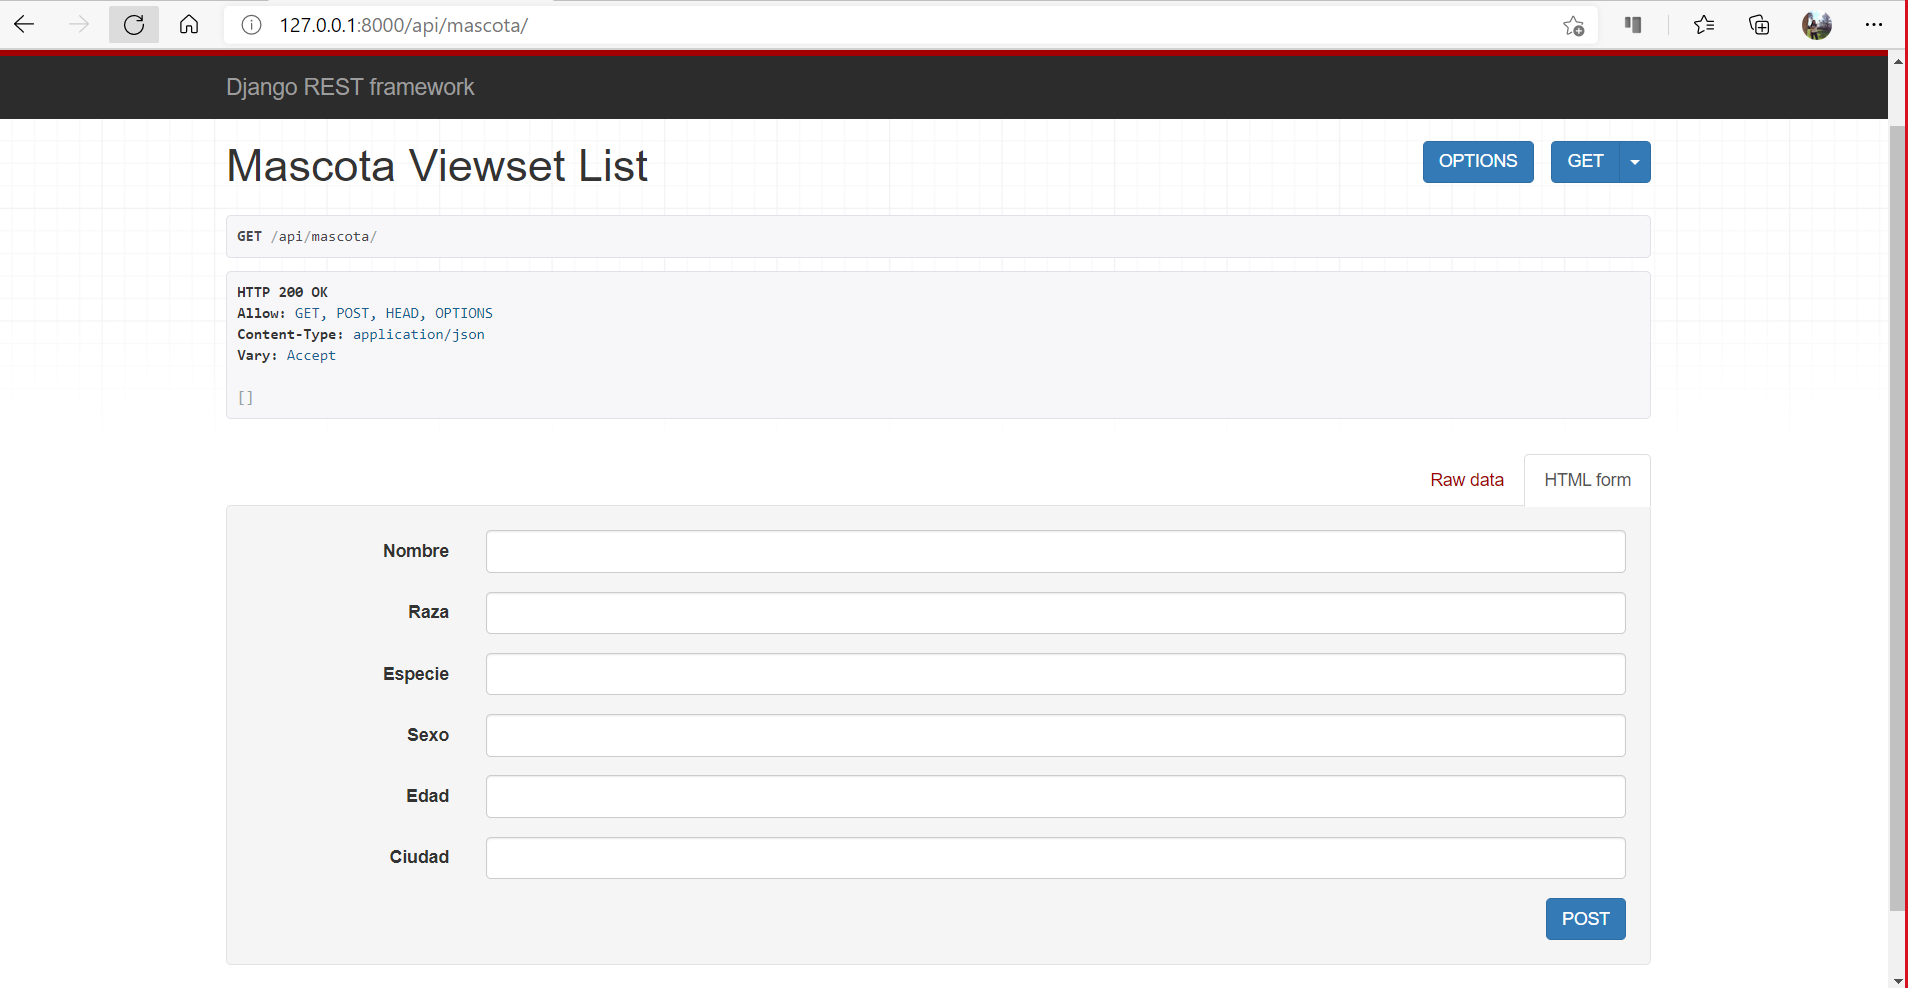 127.0.0.1:8000/api/mascota/
Django REST framework
Mascota Viewset List
OPTIONS
GET
GET /api/mascota/
HTTP 200 OK
Allow: GET, POST, HEAD, OPTIONS
Content-Type: application/json
Vary: Accept
[]
Raw data
HTML form
Nombre
Raza
Especie
Sexo
Edad
Ciudad
POST